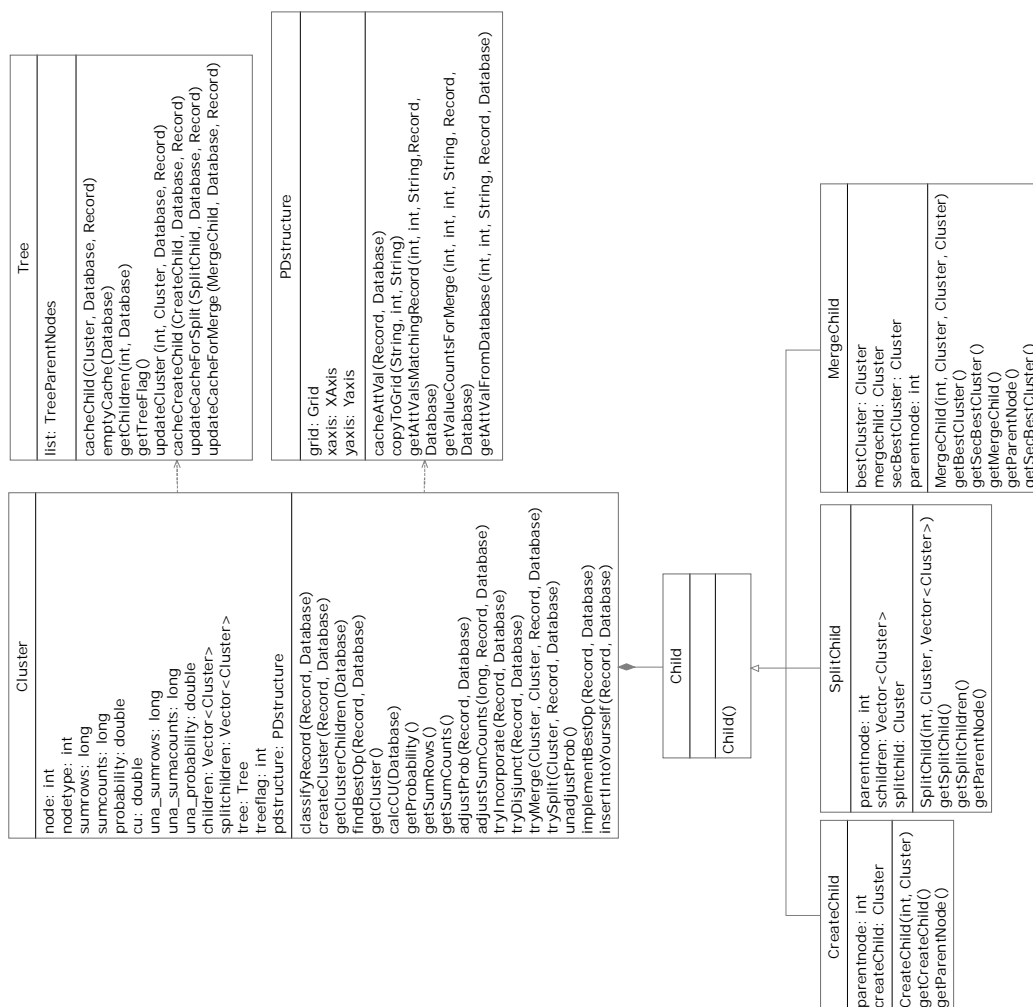 Cluster
node: int
nodetype: int
sumrows: long
sumcounts: long
probability: double
cu: double
una_sumrows: long
una_sumacounts: long
una_probability: double
children: Vector<Cluster>
splitchildren: Vector<Cluster>
tree: Tree
treeflag: int
pdstructure: PDstructure
classifyRecord(Record, Database)
createCluster(Record, Database)
getClusterChildren(Database)
findBestOp(Record, Database)
getCluster()
calcCU(Database)
getProbability()
getSumRows()
getSumCounts()
adjustProb(Record, Database)
adjustSumCounts(long, Record, Database)
tryIncorporate(Record, Database)
tryDisjunct(Record, Database)
tryMerge(Cluster, Cluster, Record, Database)
trySplit(Cluster, Record, Database)
unadjustProb()
implementBestOp(Record, Database)
insertIntoYourself(Record, Database)
Tree
list: TreeParentNodes
cacheChild(Cluster, Database, Record)
emptyCache(Database)
getChildren(int, Database)
getTreeFlag()
updateCluster(int, Cluster, Database, Record)
cacheCreateChild(CreateChild, Database, Record)
updateCacheForSplit(SplitChild, Database, Record)
updateCacheForMerge(MergeChild, Database, Record)
PDstructure
grid: Grid
xaxis: XAxis
yaxis: Yaxis
cacheAttVal(Record, Database)
copyToGrid(String, int, String)
getAttValsMatchingRecord(int, int, String,Record,
Database)
getValueCountsForMerge(int, int, String, Record,
Database)
getAttValFromDatabase(int, int, String, Record, Database)
Child
Child()
CreateChild
parentnode: int
createChild: Cluster
CreateChild(int, Cluster)
getCreateChild()
getParentNode()
SplitChild
parentnode: int
schildren: Vector<Cluster>
splitchild: Cluster
SplitChild(int, Cluster, Vector<Cluster>)
getSplitChild()
getSplitChildren()
getParentNode()
MergeChild
bestCluster: Cluster
mergechild: Cluster
secBestCluster: Cluster
parentnode: int
MergeChild(int, Cluster, Cluster, Cluster)
getBestCluster()
getSecBestCluster()
getMergeChild()
getParentNode()
getSecBestCluster()